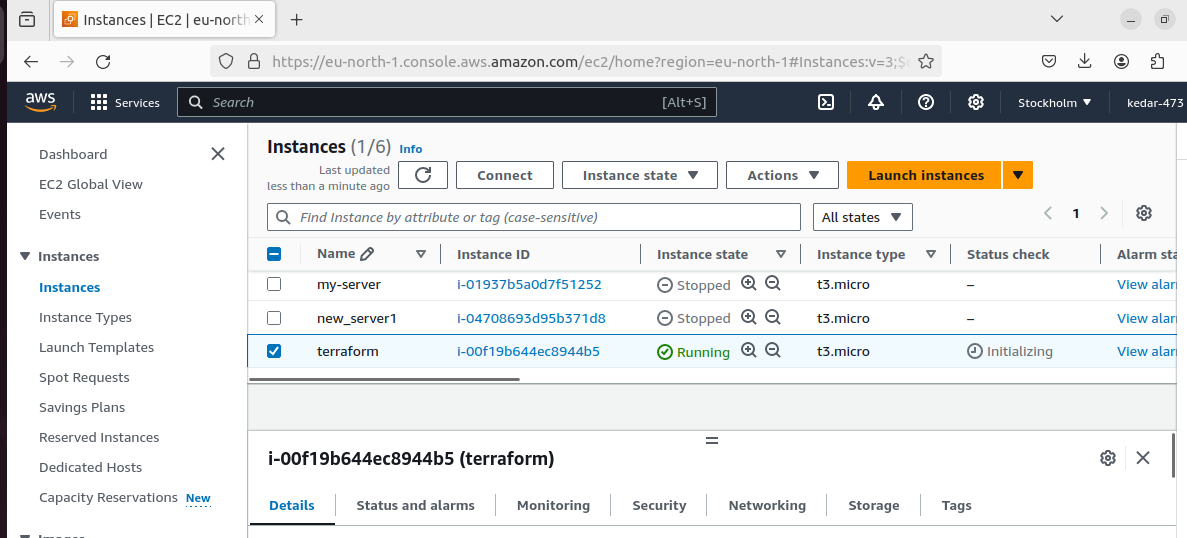 Instances | EC2 | eu-north
https://eu-north-1.console.aws.amazon.com/ec2/home?region=eu-north-1#Instances:v=3;$
aws
Services
Search
[Alt+S]
Stockholm
kedar-473
Dashboard
EC2 Global View
Events
Instances
Instances
Instance Types
Launch Templates
Spot Requests
Savings Plans
Reserved Instances
Dedicated Hosts
Capacity Reservations New
Images
Instances (1/6) Info
Last updated
less than a minute ago
Connect
Instance state
Actions
Launch instances
Find Instance by attribute or tag (case-sensitive)
All states
1
Name Instance ID Instance state Instance type Status check Alarm sta
my-server i-01937b5a0d7f51252 Stopped t3.micro – View alar
new_server1 i-04708693d95b371d8 Stopped t3.micro – View alar
terraform i-00f19b644ec8944b5 Running t3.micro Initializing View alar
i-00f19b644ec8944b5 (terraform)
Details Status and alarms Monitoring Security Networking Storage Tags